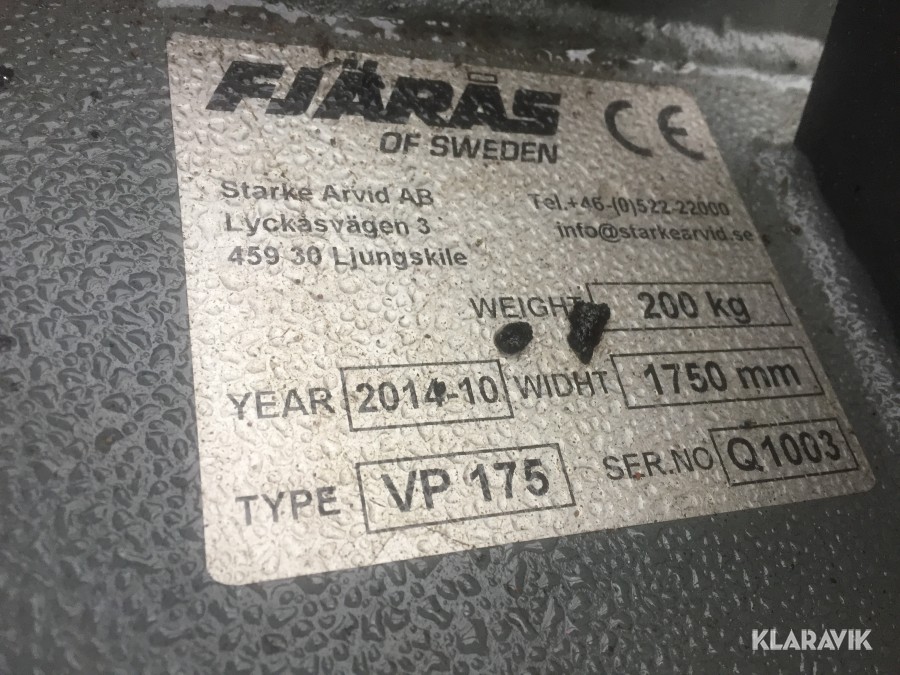 FJÄRÅS
OF SWEDEN
CE
Starke Arvid AB
Lyckåsvägen 3
459 30 Ljungskile
Tel.+46-(0)522-22000
info@starkearvid.se
WEIGHT 200 kg
YEAR 2014-10 WIDHT 1750 mm
TYPE VP 175 SER.NO Q1003
KLARAVIK